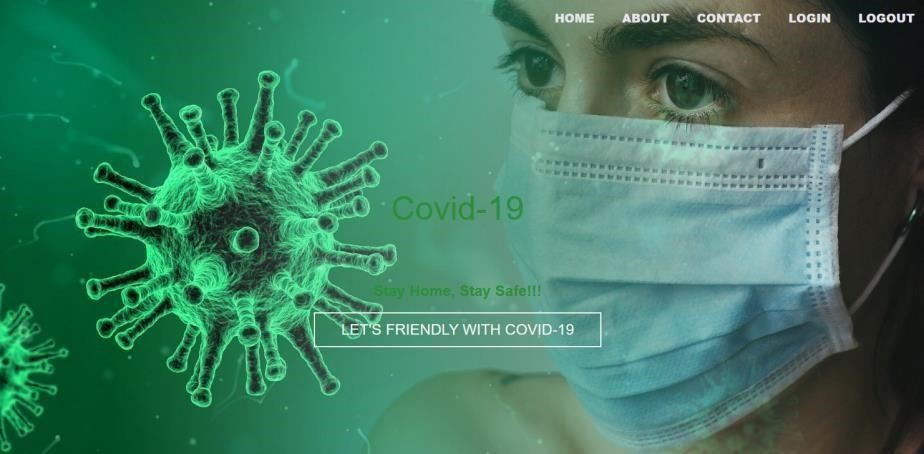 HOME ABOUT CONTACT LOGIN LOGOUT
Covid-19
Stay Home, Stay Safe!!!
LET'S FRIENDLY WITH COVID-19